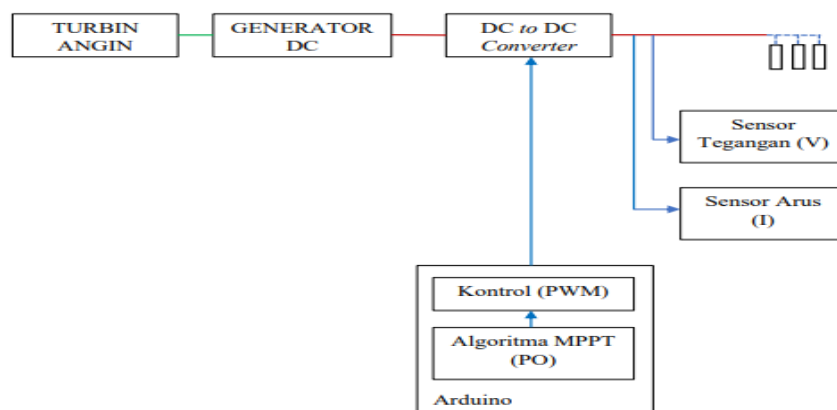 TURBIN
ANGIN
GENERATOR
DC
DC to DC
Converter
Sensor
Tegangan (V)
Sensor Arus
(I)
Kontrol (PWM)
Algoritma MPPT
(PO)
Arduino